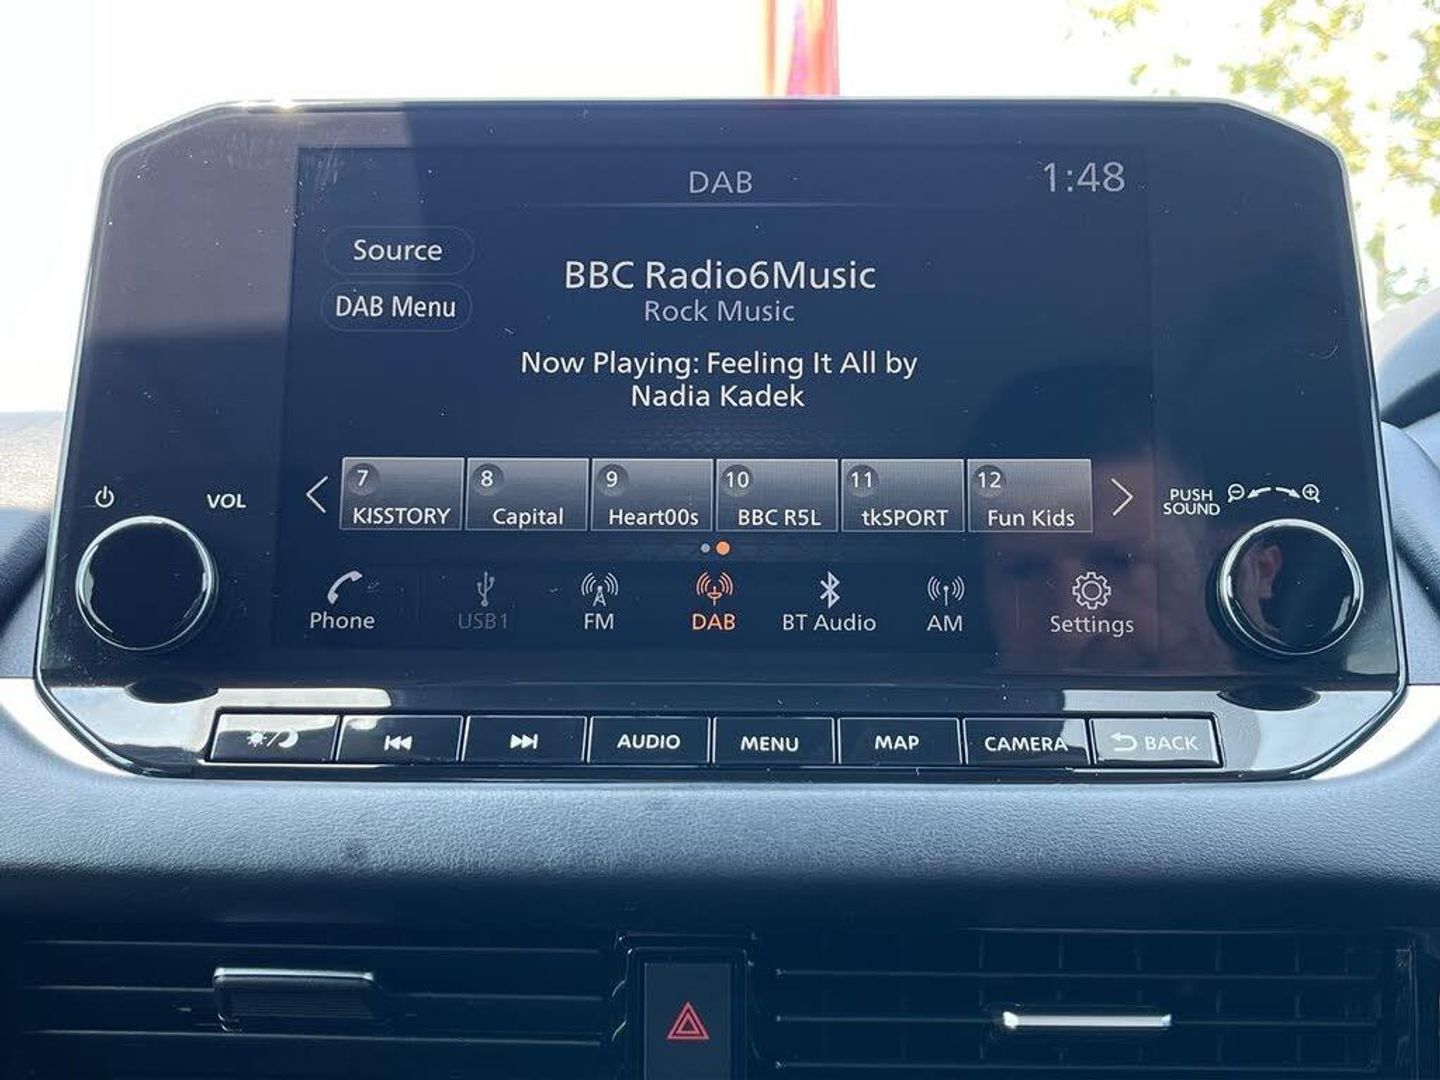 DAB
1:48
Source
DAB Menu
BBC Radio6Music
Rock Music
Now Playing: Feeling It All by
Nadia Kadek
7
KISSTORY
8
Capital
9
Heart00s
10
BBC R5L
11
tkSPORT
12
Fun Kids
VOL
PUSH
SOUND
Phone
USB1
FM
DAB
BT Audio
AM
Settings
AUDIO
MENU
MAP
CAMERA
BACK